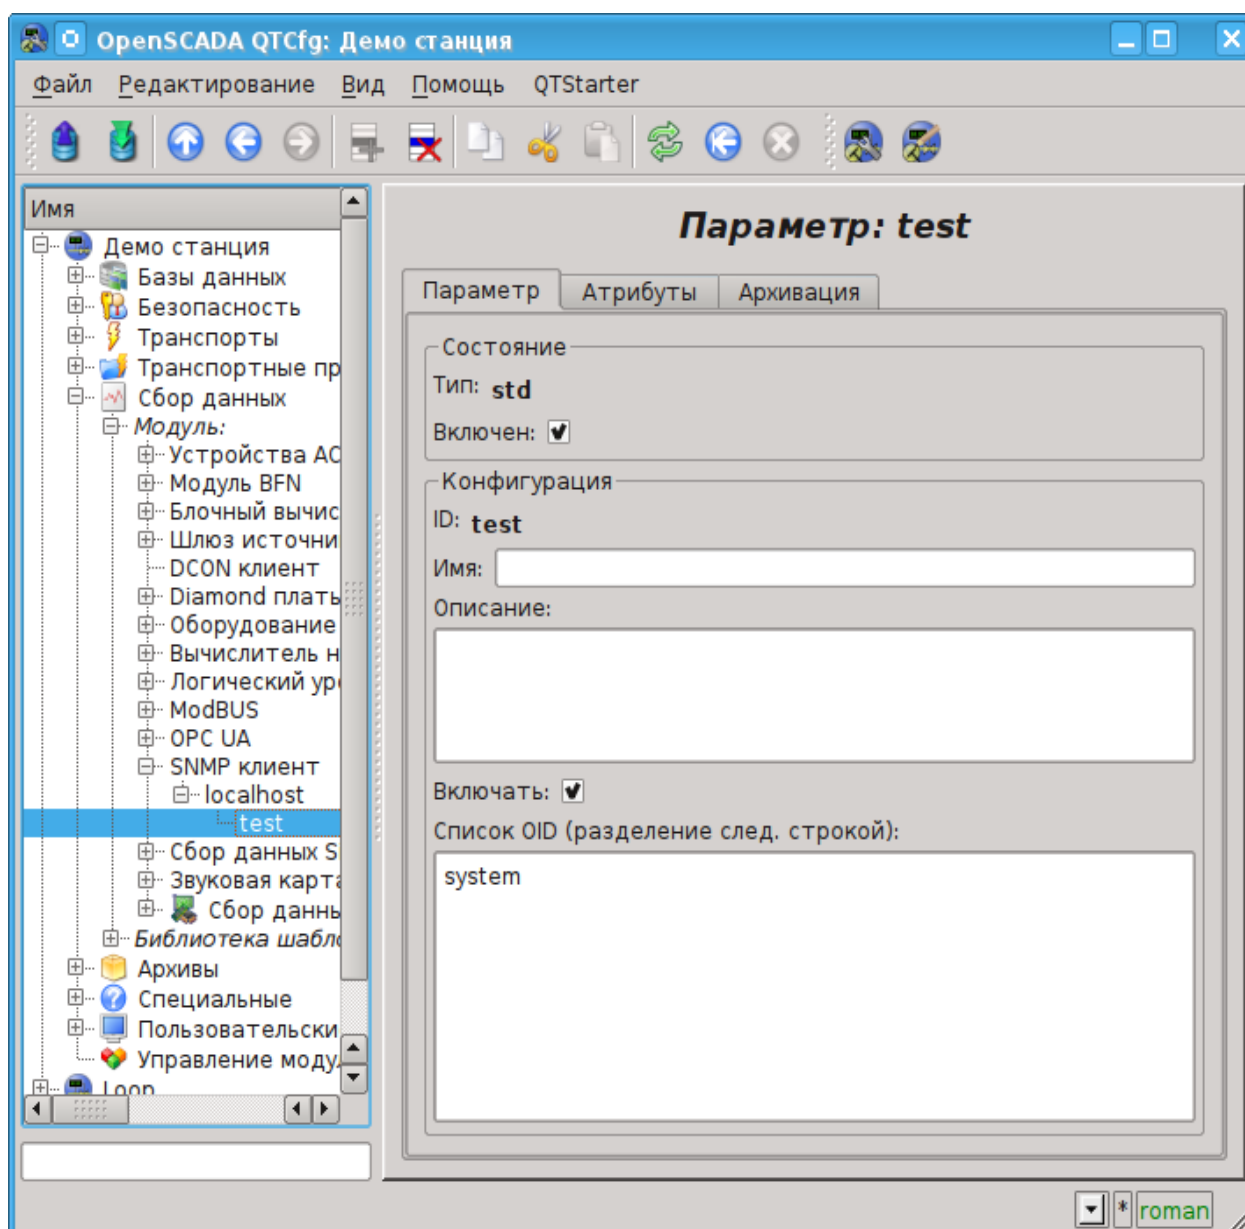 OpenSCADA QTCfg: Демо станция
Файл Редактирование Вид Помощь QTStarter
Имя
Демо станция
Базы данных
Безопасность
Транспорты
Транспортные пр
Сбор данных
Модуль:
Устройства АС
Модуль BFN
Блочный вычис
Шлюз источни
DCON клиент
Diamond плать
Оборудование
Вычислитель н
Логический уро
ModBUS
OPC UA
SNMP клиент
localhost
test
Сбор данных S
Звуковая карта
Сбор данны
Библиотека шабло
Архивы
Специальные
Пользовательски
Управление моду
Loop
Параметр: test
Параметр Атрибуты Архивация
Состояние
Тип: std
Включен:
Конфигурация
ID: test
Имя:
Описание:
Включать:
Список OID (разделение след. строкой):
system
* roman